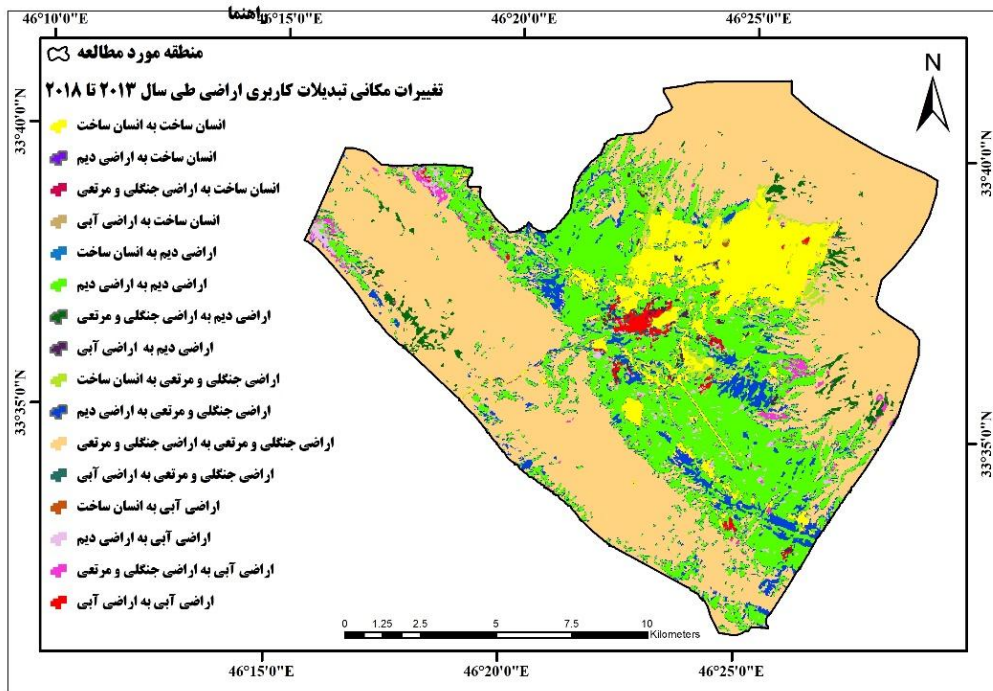 راهنما
46°10'0"E 46°15'0"E 46°20'0"E 46°25'0"E
منطقه مورد مطالعه
تغییرات مکانی تبدیلات کاربری اراضی طی سال ۲۰۱۳ تا ۲۰۱۸
انسان ساخت به انسان ساخت
انسان ساخت به اراضی دیم
انسان ساخت به اراضی جنگلی و مرتعی
انسان ساخت به اراضی آبی
اراضی دیم به انسان ساخت
اراضی دیم به اراضی دیم
اراضی دیم به اراضی جنگلی و مرتعی
اراضی دیم به اراضی آبی
اراضی جنگلی و مرتعی به انسان ساخت
اراضی جنگلی و مرتعی به اراضی دیم
اراضی جنگلی و مرتعی به اراضی جنگلی و مرتعی
اراضی جنگلی و مرتعی به اراضی آبی
اراضی آبی به انسان ساخت
اراضی آبی به اراضی دیم
اراضی آبی به اراضی جنگلی و مرتعی
اراضی آبی به اراضی آبی
N
33°40'0"N
33°35'0"N
33°40'0"N
33°35'0"N
0 1.25 2.5 5 7.5 10
Kilometers
46°15'0"E 46°20'0"E 46°25'0"E